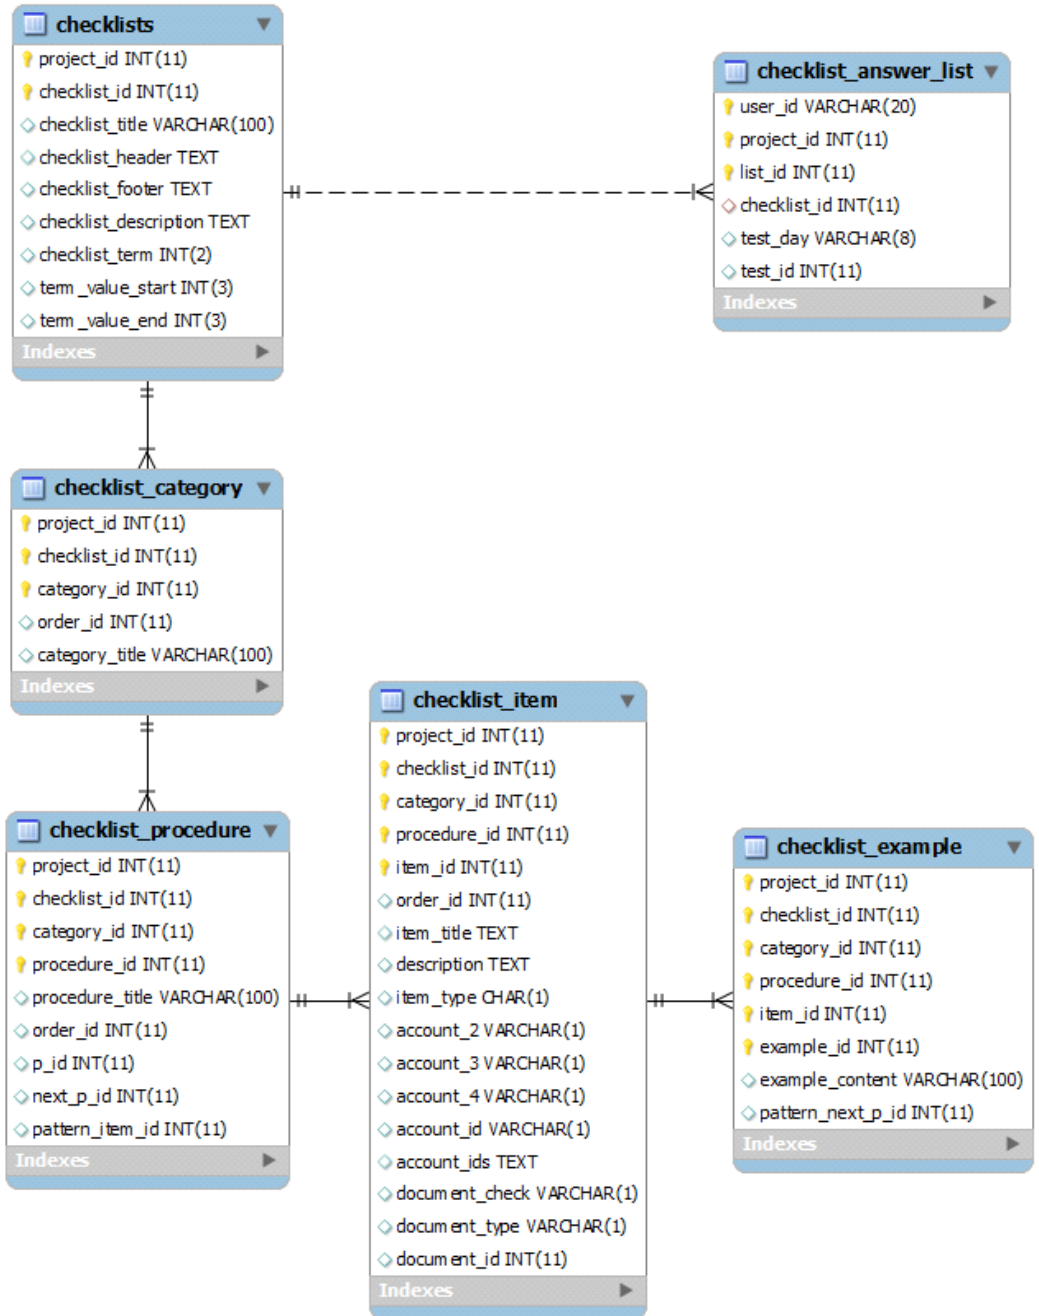 checklists
project_id INT(11)
checklist_id INT(11)
checklist_title VARCHAR(100)
checklist_header TEXT
checklist_footer TEXT
checklist_description TEXT
checklist_term INT(2)
term_value_start INT(3)
term_value_end INT(3)
Indexes
checklist_answer_list
user_id VARCHAR(20)
project_id INT(11)
list_id INT(11)
checklist_id INT(11)
test_day VARCHAR(8)
test_id INT(11)
Indexes
checklist_category
project_id INT(11)
checklist_id INT(11)
category_id INT(11)
order_id INT(11)
category_title VARCHAR(100)
Indexes
checklist_procedure
project_id INT(11)
checklist_id INT(11)
category_id INT(11)
procedure_id INT(11)
procedure_title VARCHAR(100)
order_id INT(11)
p_id INT(11)
next_p_id INT(11)
pattern_item_id INT(11)
Indexes
checklist_item
project_id INT(11)
checklist_id INT(11)
category_id INT(11)
procedure_id INT(11)
item_id INT(11)
order_id INT(11)
item_title TEXT
description TEXT
item_type CHAR(1)
account_2 VARCHAR(1)
account_3 VARCHAR(1)
account_4 VARCHAR(1)
account_id VARCHAR(1)
account_ids TEXT
document_check VARCHAR(1)
document_type VARCHAR(1)
document_id INT(11)
Indexes
checklist_example
project_id INT(11)
checklist_id INT(11)
category_id INT(11)
procedure_id INT(11)
item_id INT(11)
example_id INT(11)
example_content VARCHAR(100)
pattern_next_p_id INT(11)
Indexes